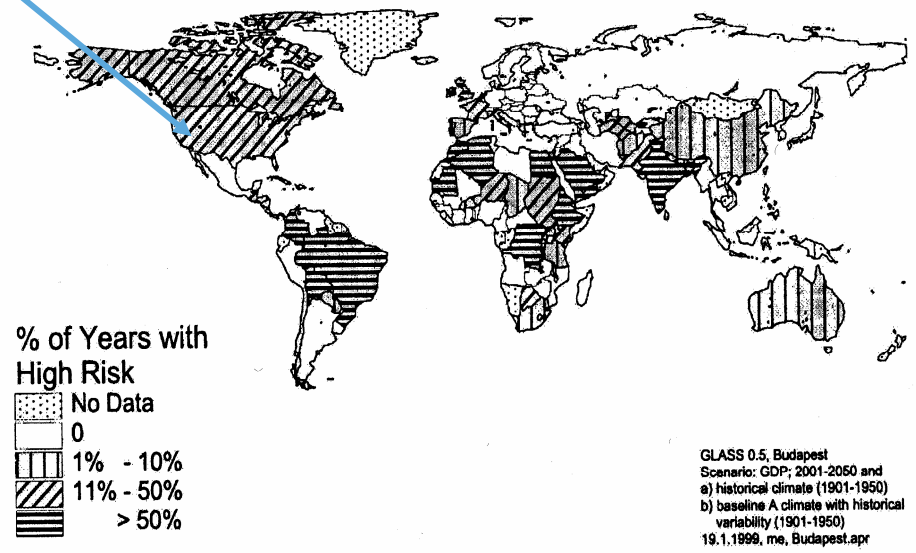 % of Years with
High Risk
No Data
0
1% - 10%
11% - 50%
> 50%
GLASS 0.5, Budapest
Scenario: GDP; 2001-2050 and
a) historical climate (1901-1950)
b) baseline A climate with historical
variability (1901-1950)
19.1.1999, me, Budapest.apr